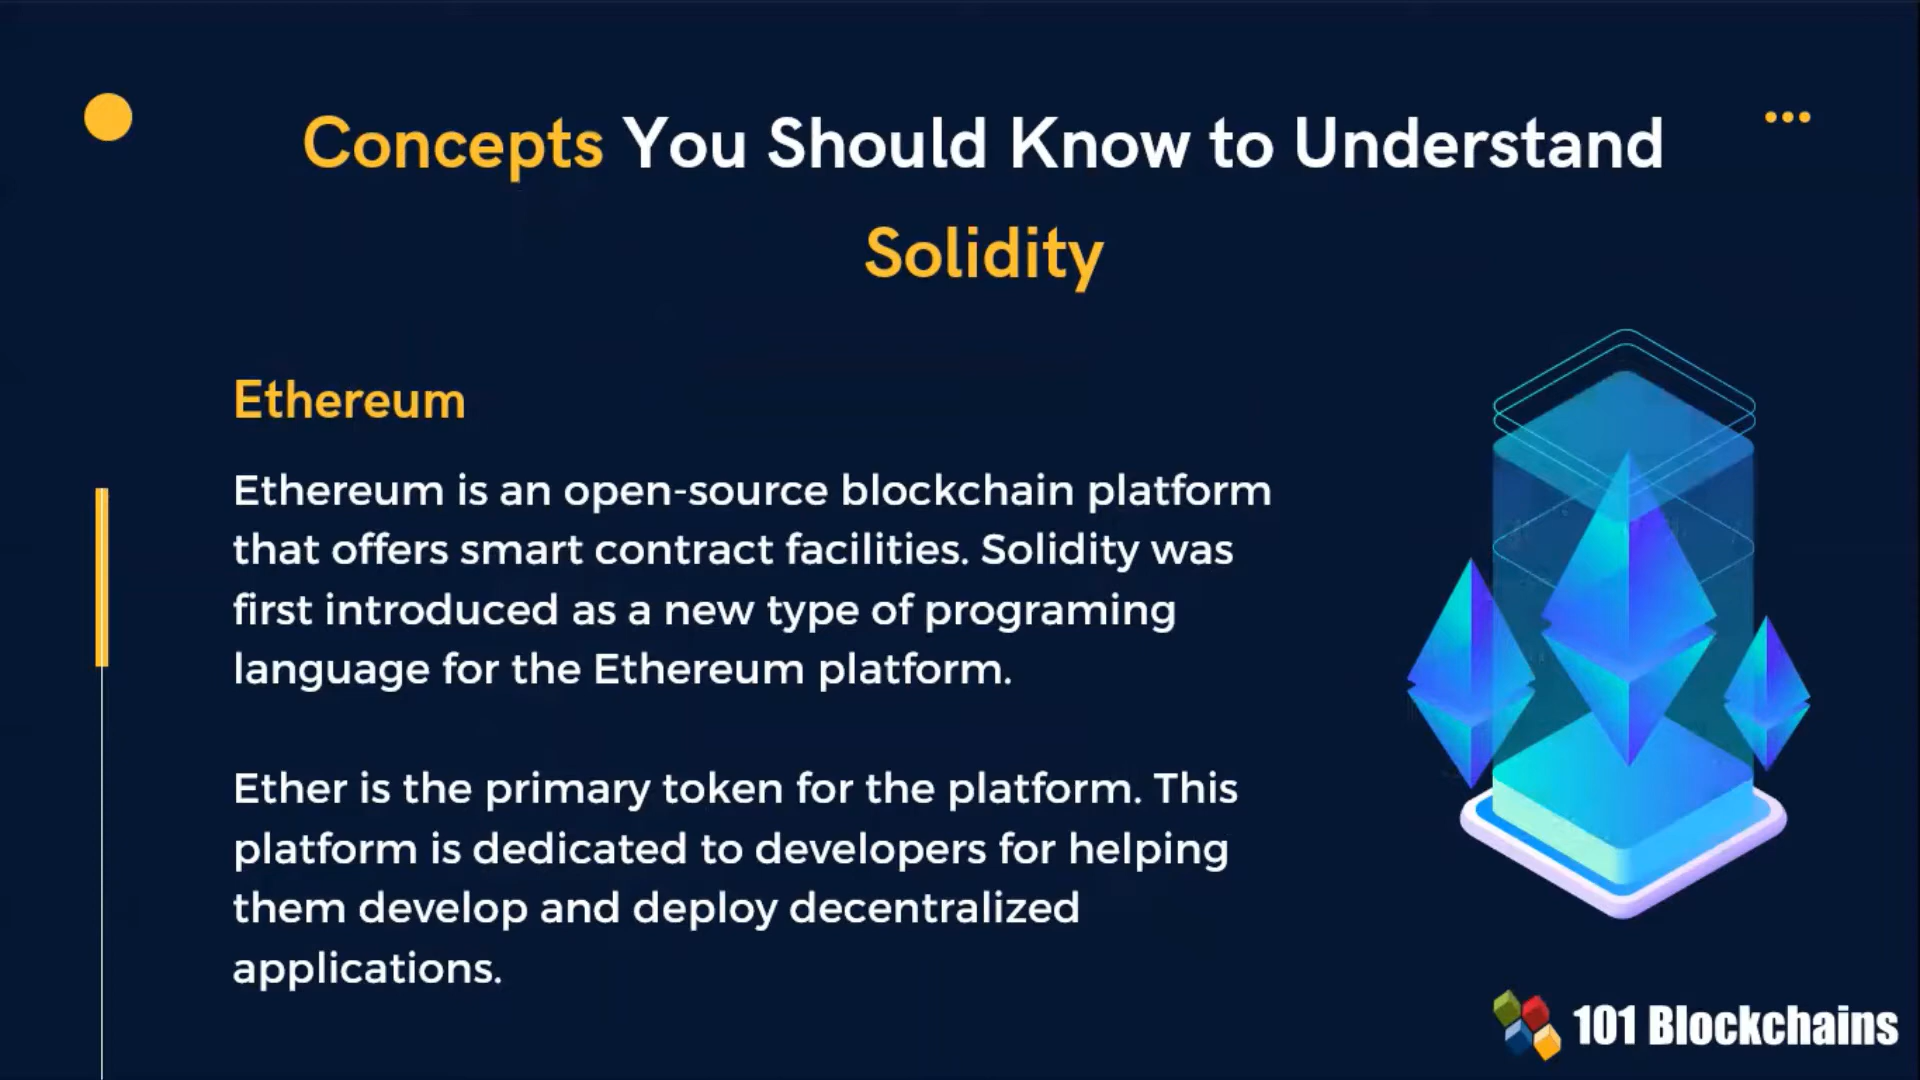 Concepts You Should Know to Understand
Solidity
Ethereum
Ethereum is an open-source blockchain platform
that offers smart contract facilities. Solidity was
first introduced as a new type of programing
language for the Ethereum platform.
Ether is the primary token for the platform. This
platform is dedicated to developers for helping
them develop and deploy decentralized
applications.
101 Blockchains